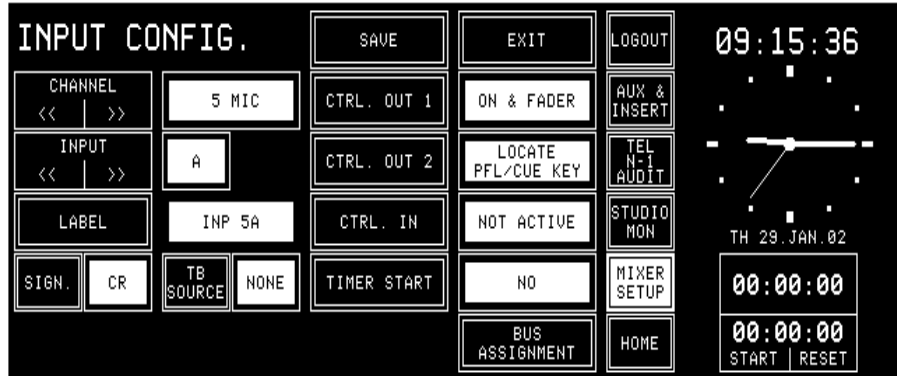 INPUT CONFIG.
SAVE
EXIT
LOGOUT
09:15:36
CHANNEL
<< >>
5 MIC
CTRL. OUT 1
ON & FADER
AUX &
INSERT
INPUT
<< >>
A
CTRL. OUT 2
LOCATE
PFL/CUE KEY
TEL
N-1
AUDIT
LABEL
INP 5A
CTRL. IN
NOT ACTIVE
STUDIO
MON
TH 29.JAN.02
SIGN.
CR
TB
SOURCE
NONE
TIMER START
NO
MIXER
SETUP
00:00:00
BUS
ASSIGNMENT
HOME
00:00:00
START RESET